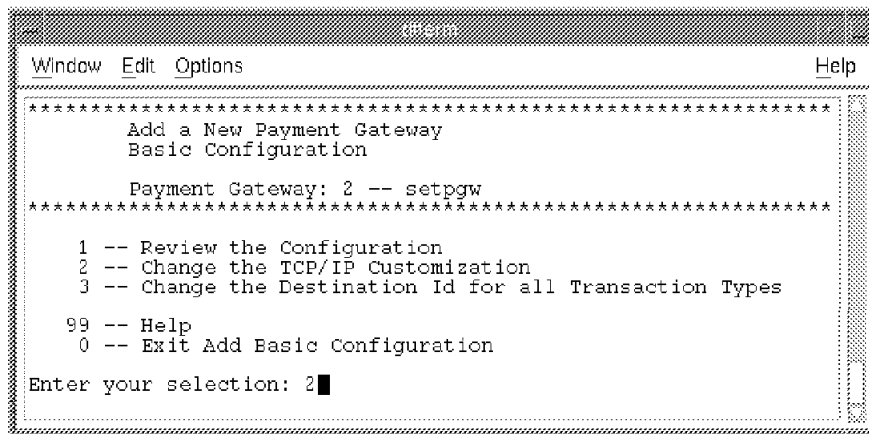 Window Edit Options Help
****************************************************************
Add a New Payment Gateway
Basic Configuration
Payment Gateway: 2 -- setpgw
****************************************************************
1 -- Review the Configuration
2 -- Change the TCP/IP Customization
3 -- Change the Destination Id for all Transaction Types
99 -- Help
0 -- Exit Add Basic Configuration
Enter your selection: 2